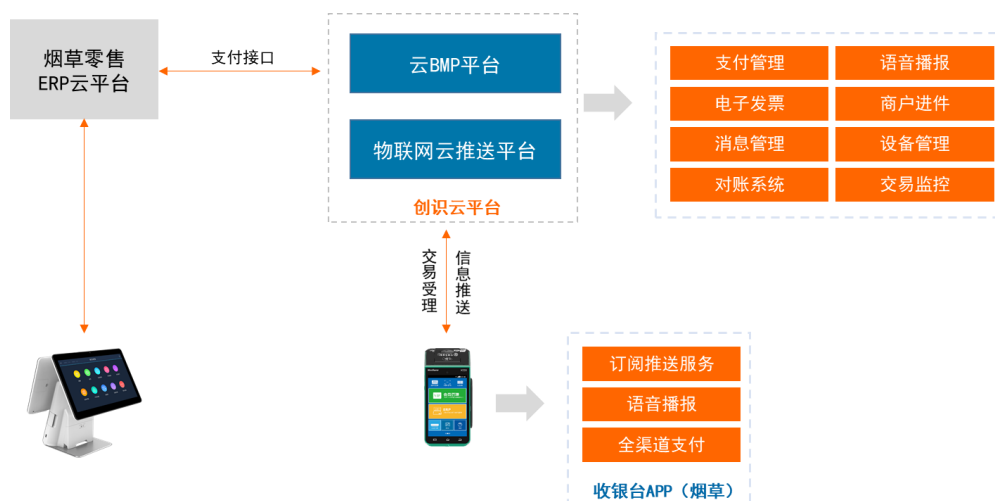 烟草零售
ERP云平台
支付接口
云BMP平台
物联网云推送平台
创识云平台
支付管理
语音播报
电子发票
商户进件
消息管理
设备管理
对账系统
交易监控
交易受理
信息推送
订阅推送服务
语音播报
全渠道支付
收银台APP（烟草）